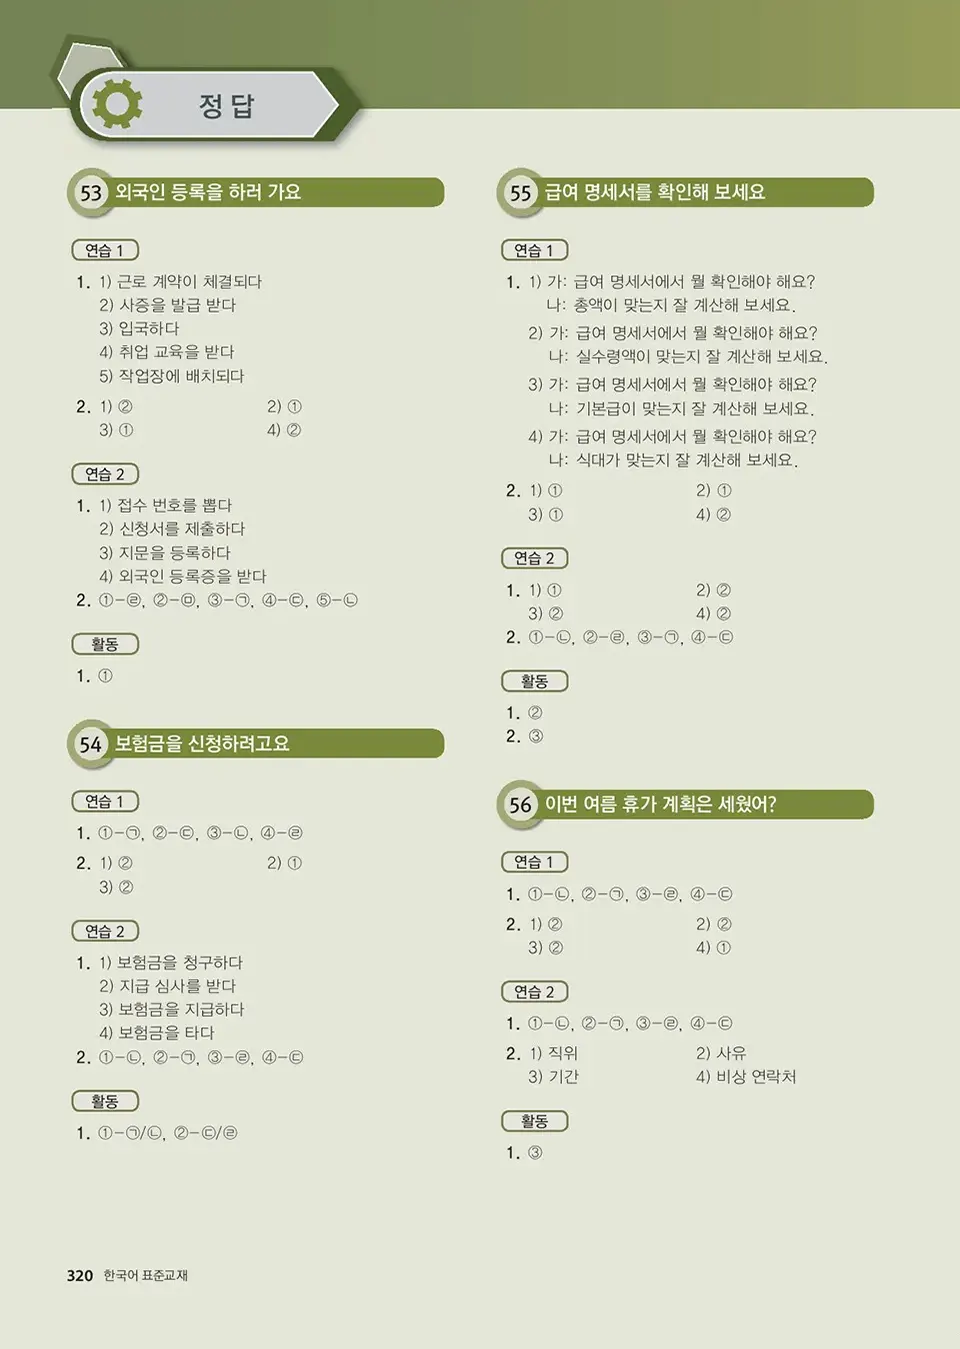 정답
53 외국인 등록을 하러 가요
연습 1
1. 1) 근로 계약이 체결되다
2) 사증을 발급 받다
3) 입국하다
4) 취업 교육을 받다
5) 작업장에 배치되다
2. 1) ② 2) ①
3) ① 4) ②
연습 2
1. 1) 접수 번호를 뽑다
2) 신청서를 제출하다
3) 지문을 등록하다
4) 외국인 등록증을 받다
2. ①-㉣, ②-㉤, ③-㉠, ④-㉢, ⑤-㉡
활동
1. ①
54 보험금을 신청하려고요
연습 1
1. ①-㉠, ②-㉢, ③-㉡, ④-㉣
2. 1) ② 2) ①
3) ②
연습 2
1. 1) 보험금을 청구하다
2) 지급 심사를 받다
3) 보험금을 지급하다
4) 보험금을 타다
2. ①-㉡, ②-㉠, ③-㉣, ④-㉢
활동
1. ①-㉠/㉡, ②-㉢/㉣
55 급여 명세서를 확인해 보세요
연습 1
1. 1) 가: 급여 명세서에서 뭘 확인해야 해요?
나: 총액이 맞는지 잘 계산해 보세요.
2) 가: 급여 명세서에서 뭘 확인해야 해요?
나: 실수령액이 맞는지 잘 계산해 보세요.
3) 가: 급여 명세서에서 뭘 확인해야 해요?
나: 기본급이 맞는지 잘 계산해 보세요.
4) 가: 급여 명세서에서 뭘 확인해야 해요?
나: 식대가 맞는지 잘 계산해 보세요.
2. 1) ① 2) ①
3) ① 4) ②
연습 2
1. 1) ① 2) ②
3) ② 4) ②
2. ①-㉡, ②-㉣, ③-㉠, ④-㉢
활동
1. ②
2. ③
56 이번 여름 휴가 계획은 세웠어?
연습 1
1. ①-㉡, ②-㉠, ③-㉣, ④-㉢
2. 1) ② 2) ②
3) ② 4) ①
연습 2
1. ①-㉡, ②-㉠, ③-㉣, ④-㉢
2. 1) 직위 2) 사유
3) 기간 4) 비상 연락처
활동
1. ③
320 한국어 표준교재